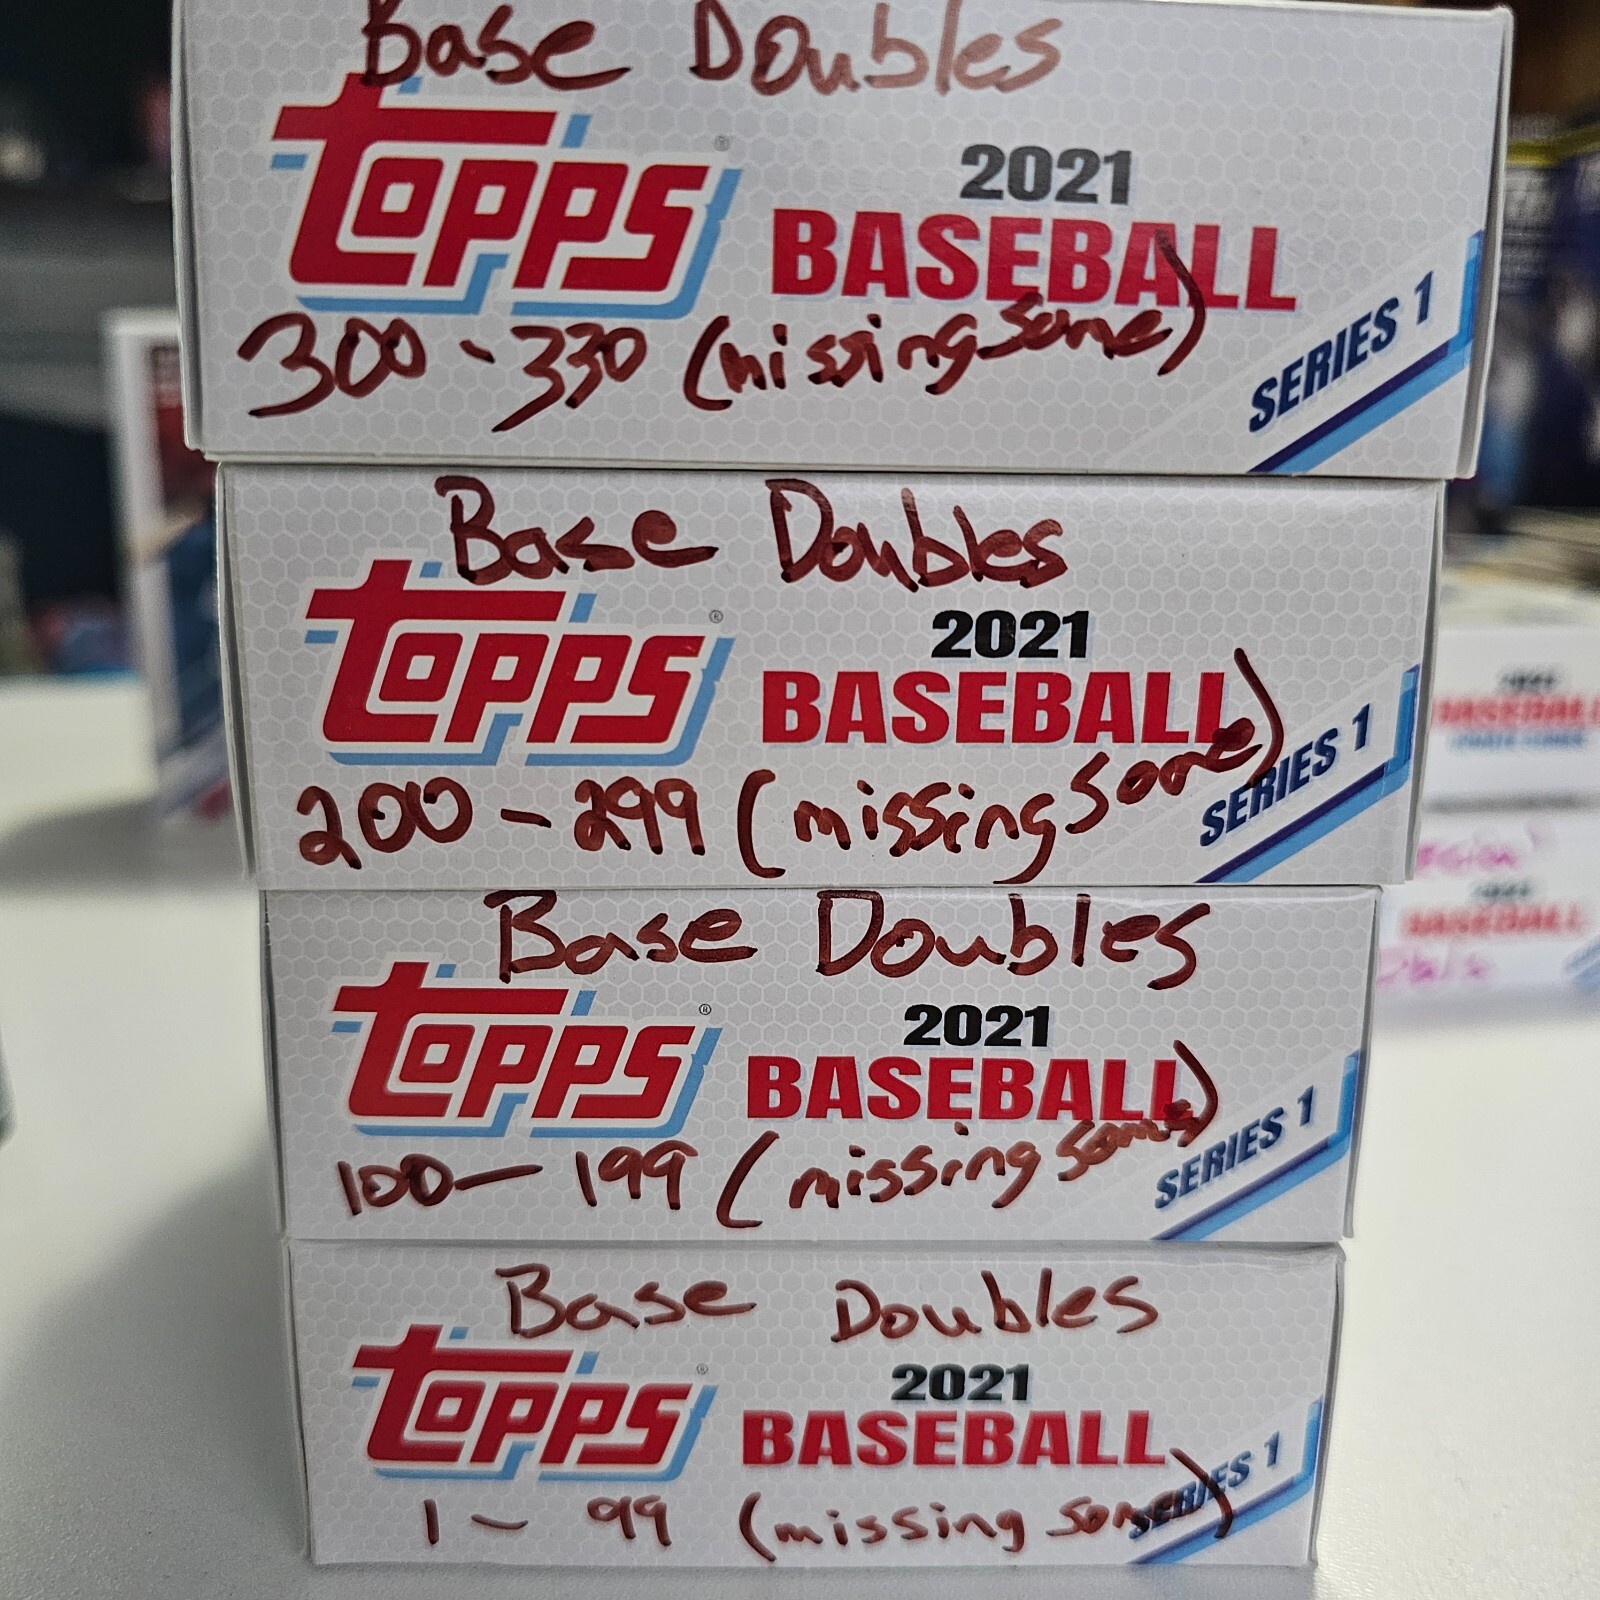 Base Doubles
TOPPS ®
2021
BASEBALL
300 - 330 (missing some)
SERIES 1
Base Doubles
TOPPS ®
2021
BASEBALL
200 - 299 (missing some)
SERIES 1
Base Doubles
TOPPS ®
2021
BASEBALL
100 - 199 (missing some)
SERIES 1
Base Doubles
TOPPS ®
2021
BASEBALL
1 - 99 (missing some)
SERIES 1
BASEBALL
BASEBALL